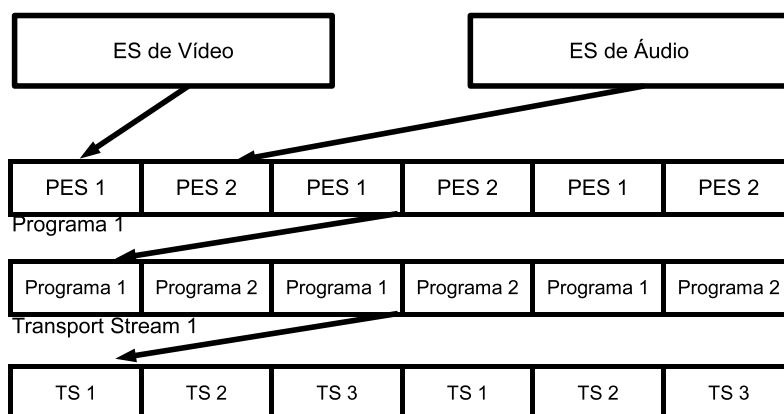 ES de Vídeo ES de Áudio
PES 1 PES 2 PES 1 PES 2 PES 1 PES 2
Programa 1
Programa 1 Programa 2 Programa 1 Programa 2 Programa 1 Programa 2
Transport Stream 1
TS 1 TS 2 TS 3 TS 1 TS 2 TS 3